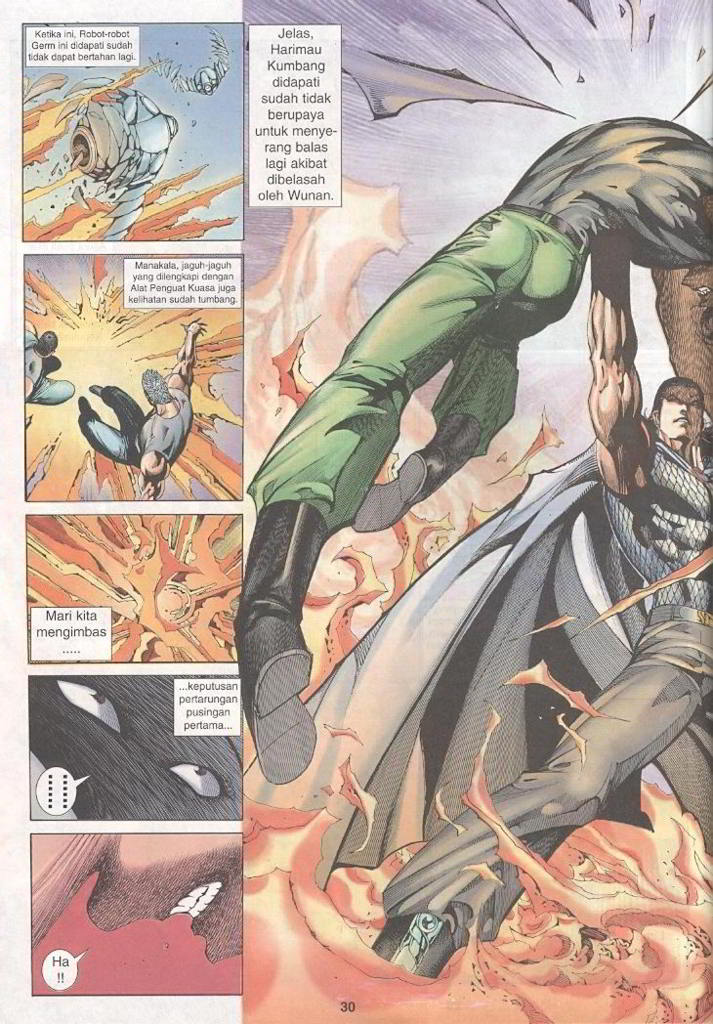 Ketika ini, Robot-robot
Germ ini didapati sudah
tidak dapat bertahan lagi.
Jelas,
Harimau
Kumbang
didapati
sudah tidak
berupaya
untuk menye-
rang balas
lagi akibat
dibelasah
oleh Wunan.
Manakala, jaguh-jaguh
yang dilengkapi dengan
Alat Penguat Kuasa juga
kelihatan sudah tumbang.
Mari kita
mengimbas
.....
...keputusan
pertarungan
pusingan
pertama...
Ha
!!
30